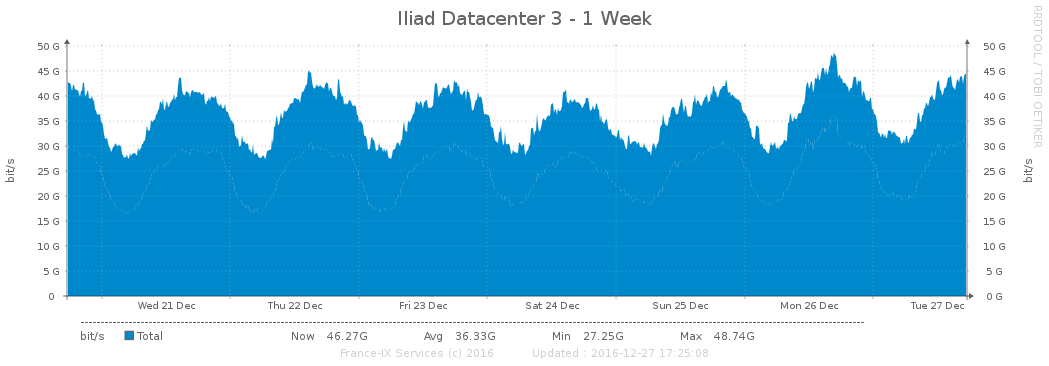 Iliad Datacenter 3 - 1 Week
RRDTOOL / TOBI OETIKER
50 G 50 G
45 G 45 G
40 G 40 G
35 G 35 G
30 G 30 G
25 G 25 G
20 G 20 G
15 G 15 G
10 G 10 G
5 G 5 G
0 0 G
bit/s bit/s
Wed 21 Dec Thu 22 Dec Fri 23 Dec Sat 24 Dec Sun 25 Dec Mon 26 Dec Tue 27 Dec
bit/s Total Now 46.27G Avg 36.33G Min 27.25G Max 48.74G
France-IX Services (c) 2016 Updated : 2016-12-27 17:25:08